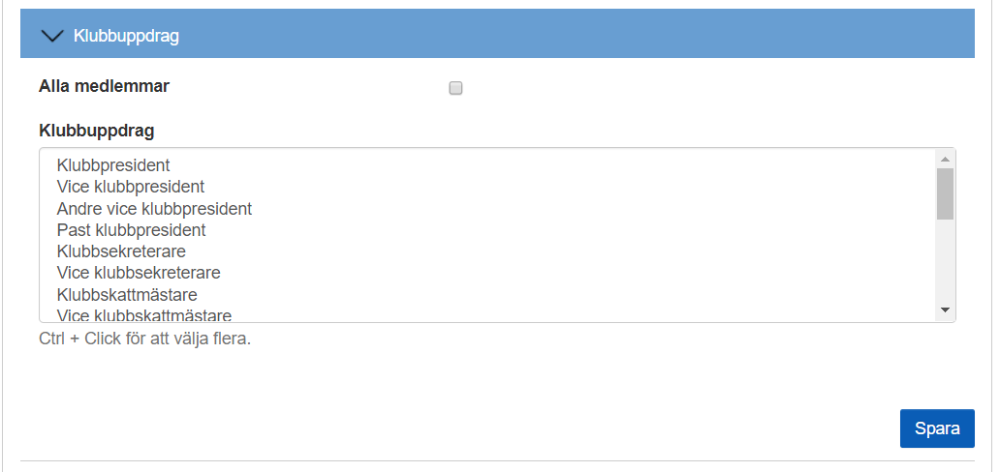 Klubbuppdrag
Alla medlemmar
Klubbuppdrag
Klubbpresident
Vice klubbpresident
Andre vice klubbpresident
Past klubbpresident
Klubbsekreterare
Vice klubbsekreterare
Klubbskattmästare
Vice klubbskattmästare
Ctrl + Click för att välja flera.
Spara